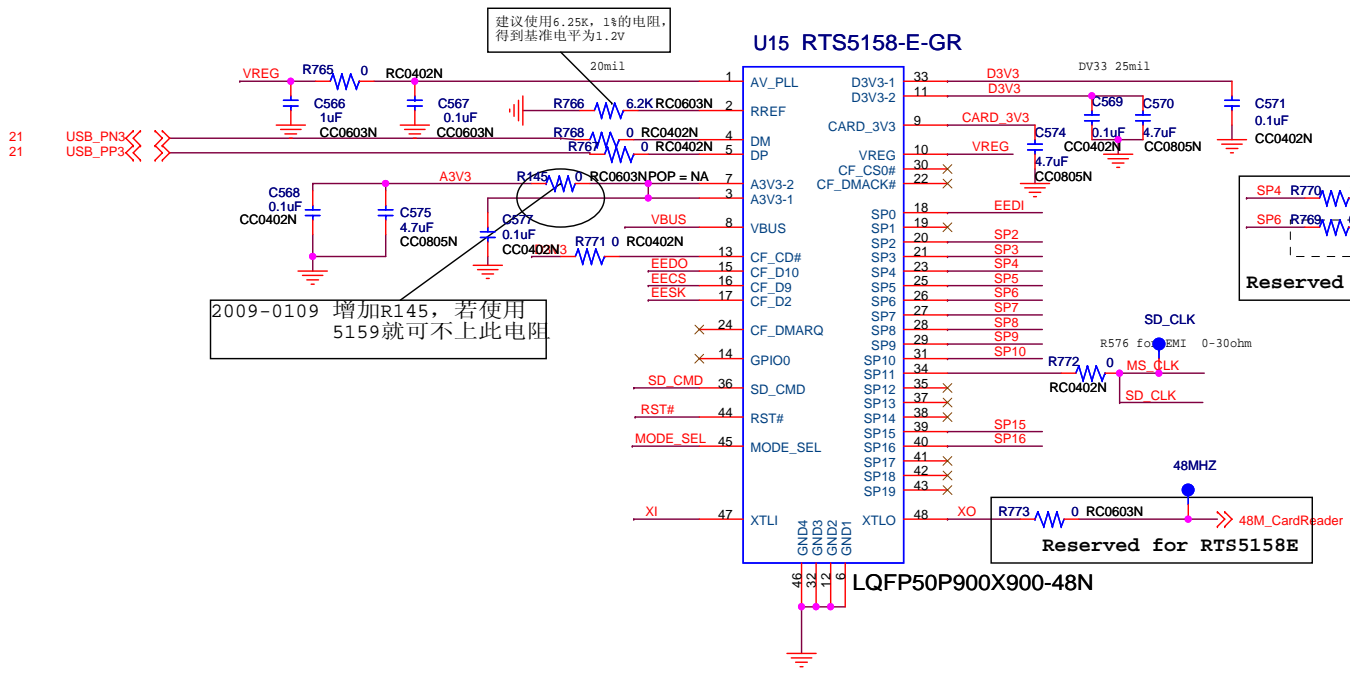 建议使用6.25K，1%的电阻，
得到基准电平为1.2V
U15 RTS5158-E-GR
20mil
DV33 25mil
VREG R765 0 RC0402N 1 AV_PLL
D3V3-1 33 D3V3
D3V3-2 11 D3V3
C566
1uF
CC0603N
C567
0.1uF
CC0603N
R766 6.2K RC0603N 2 RREF
C569
0.1uF
CC0402N
C570
4.7uF
CC0805N
C571
0.1uF
CC0402N
CARD_3V3 9 CARD_3V3
C574
4.7uF
CC0805N
21 USB_PN3 R768 0 RC0402N 4 DM
21 USB_PP3 R767 0 RC0402N 5 DP
VREG 10 VREG
CF_CS0# 30
CF_DMACK# 22
A3V3 R145 0 RC0603N POP = NA 7 A3V3-2
3 A3V3-1
C568
0.1uF
CC0402N
C575
4.7uF
CC0805N
C577
0.1uF
CC0402N
VBUS 8 VBUS
R771 0 RC0402N 13 CF_CD#
EEDO 15 CF_D10
EECS 16 CF_D9
EESK 17 CF_D2
SP0 18 EEDI
SP1 19
SP2 20 SP2
SP3 21 SP3
SP4 23 SP4
SP5 25 SP5
SP6 26 SP6
SP7 27 SP7
SP8 28 SP8
SP9 29 SP9
SP10 31 SP10
SP4 R770
SP6 R769
Reserved
2009-0109 增加R145，若使用
5159就可不上此电阻
24 CF_DMARQ
14 GPIO0
SD_CLK
R576 for EMI 0-30ohm
SP11 34 R772 0 MS_CLK
RC0402N
SD_CLK
SD_CMD 36 SD_CMD
SP12 35
SP13 37
SP14 38
RST# 44 RST#
SP15 39 SP15
SP16 40 SP16
MODE_SEL 45 MODE_SEL
SP17 41
SP18 42
SP19 43
48MHZ
XI 47 XTLI
XTLO 48 XO R773 0 RC0603N 48M_CardReader
Reserved for RTS5158E
GND4 GND3 GND2 GND1
46 32 12 6
LQFP50P900X900-48N